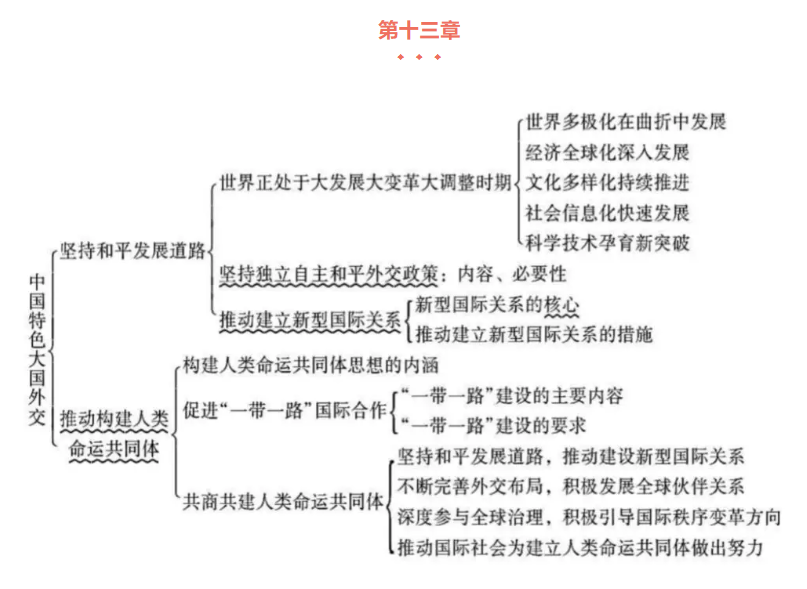 第十三章
中国特色大国外交
坚持和平发展道路
世界正处于大发展大变革大调整时期
世界多极化在曲折中发展
经济全球化深入发展
文化多样化持续推进
社会信息化快速发展
科学技术孕育新突破
坚持独立自主和平外交政策：内容、必要性
推动建立新型国际关系
新型国际关系的核心
推动建立新型国际关系的措施
推动构建人类
命运共同体
构建人类命运共同体思想的内涵
促进“一带一路”国际合作
“一带一路”建设的主要内容
“一带一路”建设的要求
共商共建人类命运共同体
坚持和平发展道路，推动建设新型国际关系
不断完善外交布局，积极发展全球伙伴关系
深度参与全球治理，积极引导国际秩序变革方向
推动国际社会为建立人类命运共同体做出努力